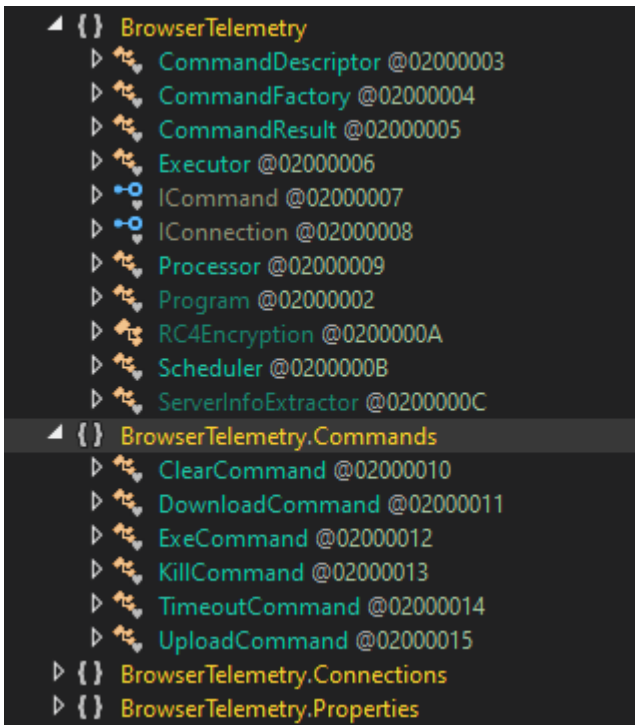 { } BrowserTelemetry
CommandDescriptor @02000003
CommandFactory @02000004
CommandResult @02000005
Executor @02000006
ICommand @02000007
IConnection @02000008
Processor @02000009
Program @02000002
RC4Encryption @0200000A
Scheduler @0200000B
ServerInfoExtractor @0200000C
{ } BrowserTelemetry.Commands
ClearCommand @02000010
DownloadCommand @02000011
ExeCommand @02000012
KillCommand @02000013
TimeoutCommand @02000014
UploadCommand @02000015
{ } BrowserTelemetry.Connections
{ } BrowserTelemetry.Properties